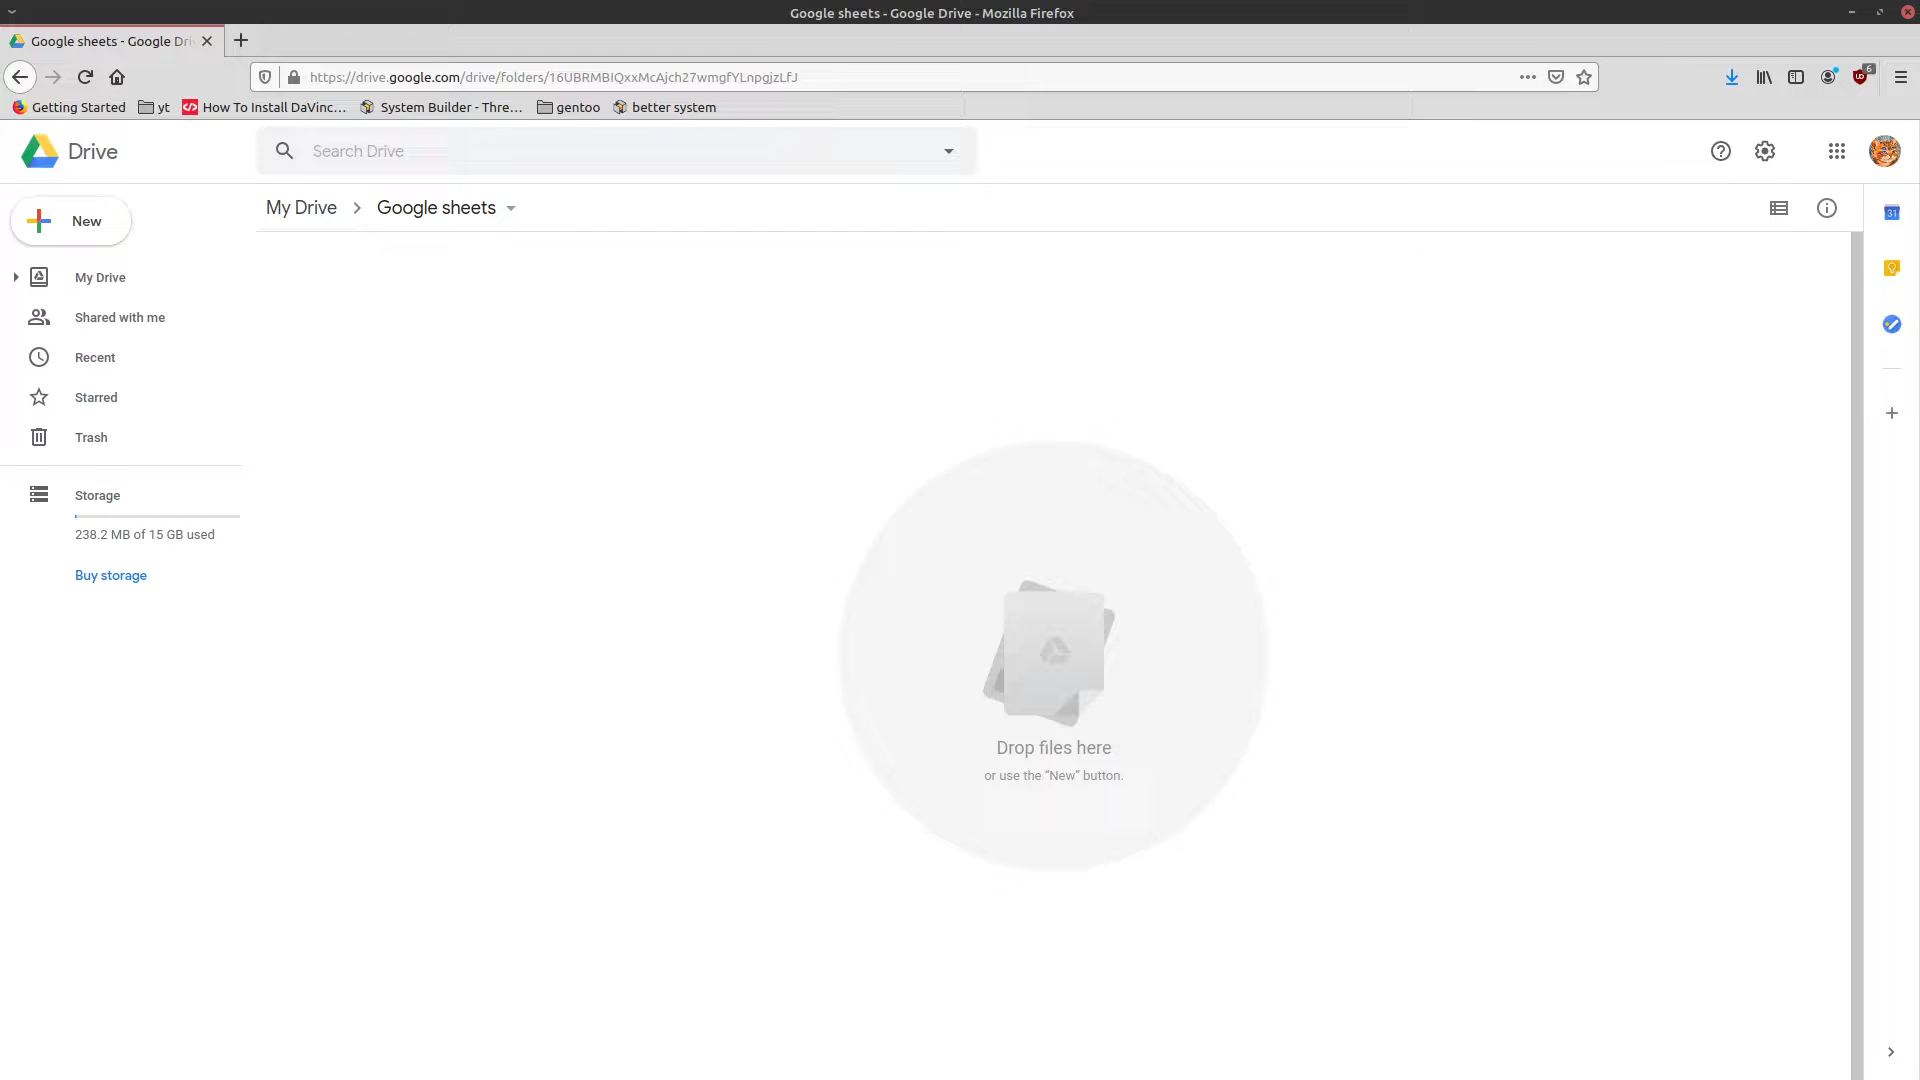 Google sheets - Google Drive - Mozilla Firefox
Google sheets - Google Dri
https://drive.google.com/drive/folders/16UBRMBIQxxMcAjch27wmgfYLnpgjzLfJ
6
Getting Started
yt
How To Install DaVinc...
System Builder - Thre...
gentoo
better system
Drive
Search Drive
New
My Drive
Google sheets
31
My Drive
Shared with me
Recent
Starred
Trash
Storage
238.2 MB of 15 GB used
Buy storage
Drop files here
or use the “New” button.